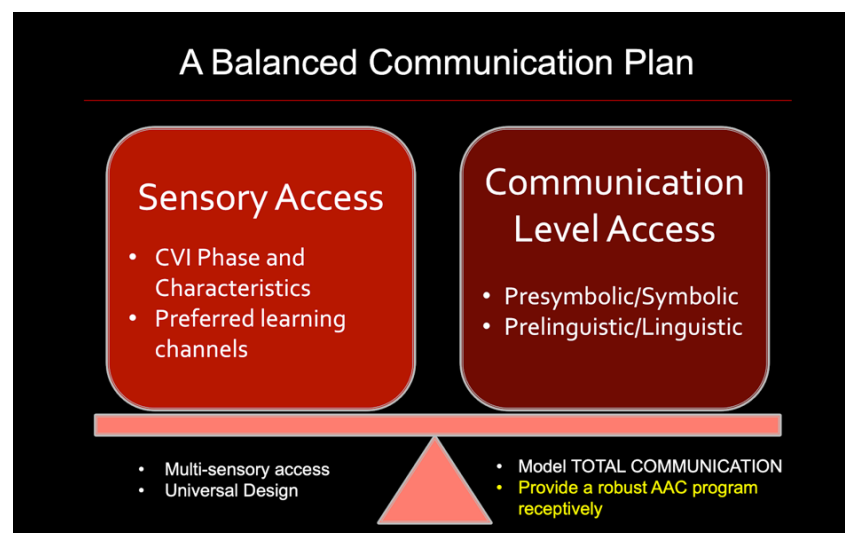 A Balanced Communication Plan
Sensory Access
• CVI Phase and
Characteristics
• Preferred learning
channels
Communication
Level Access
• Presymbolic/Symbolic
• Prelinguistic/Linguistic
• Multi-sensory access
• Universal Design
• Model TOTAL COMMUNICATION
• Provide a robust AAC program
receptively